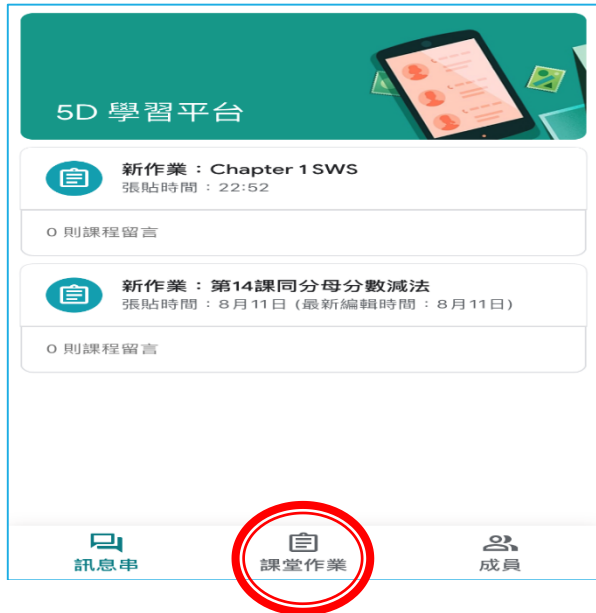 5D 學習平台
新作業：Chapter 1 SWS
張貼時間：22:52
0 則課程留言
新作業：第14課同分母分數減法
張貼時間：8月11日 (最新編輯時間：8月11日)
0 則課程留言
訊息串
課堂作業
成員